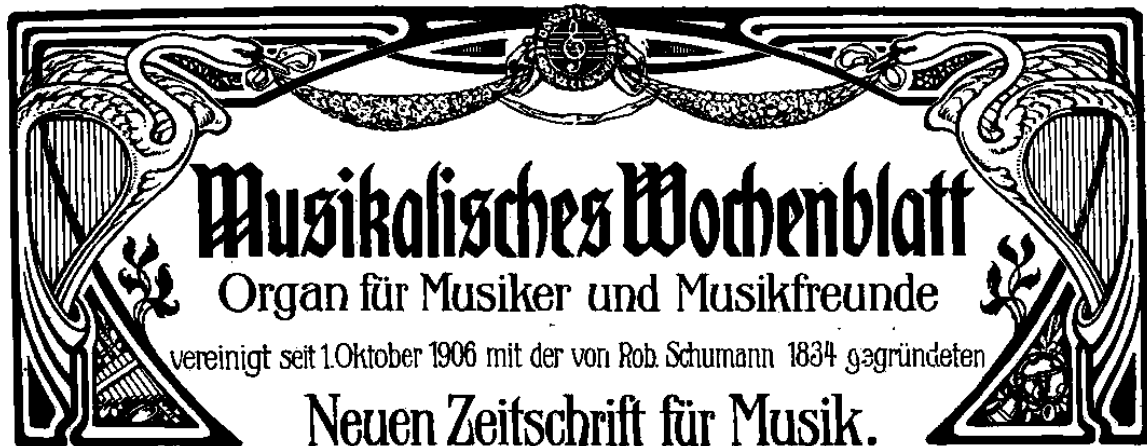 Musikalisches Wochenblatt
Organ für Musiker und Musikfreunde
vereinigt seit 1. Oktober 1906 mit der von Rob. Schumann 1834 gegründeten
Neuen Zeitschrift für Musik.